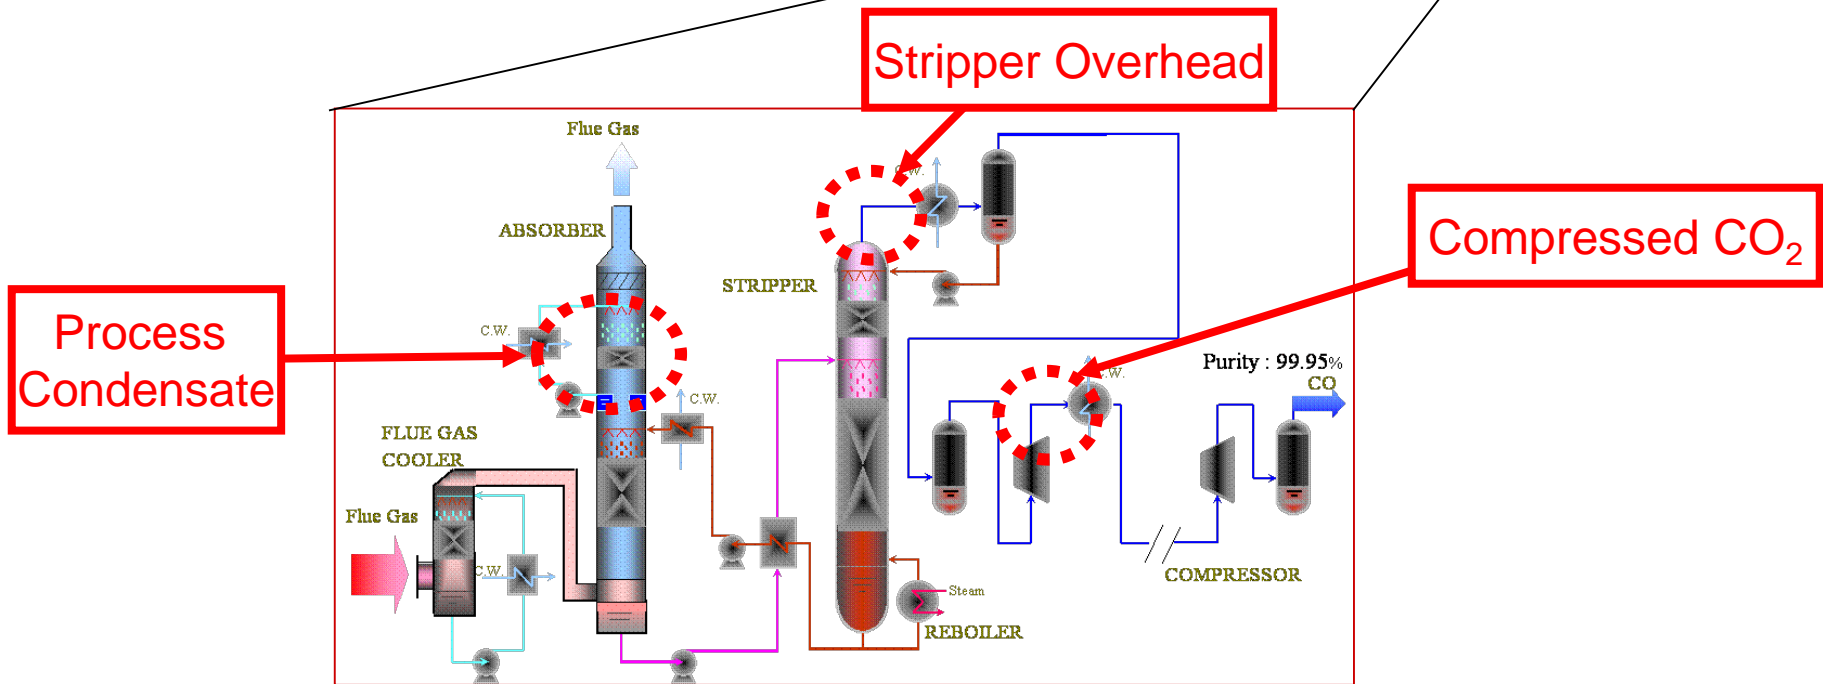 Stripper Overhead
Flue Gas
C.W.
ABSORBER
Compressed CO₂
STRIPPER
Process
Condensate
C.W.
Purity : 99.95%
C.W.
CO
C.W.
FLUE GAS
COOLER
Flue Gas
C.W.
COMPRESSOR
Steam
REBOILER